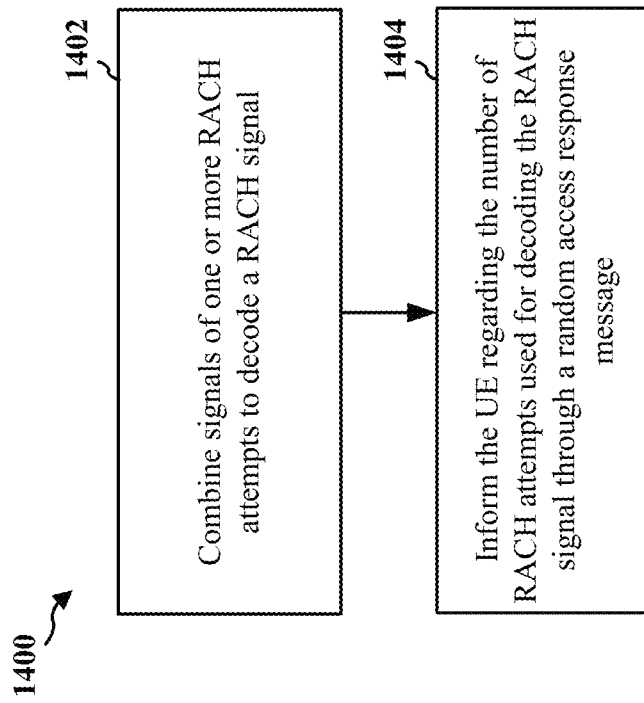 1400
1402
Combine signals of one or more RACH
attempts to decode a RACH signal
1404
Inform the UE regarding the number of
RACH attempts used for decoding the RACH
signal through a random access response
message